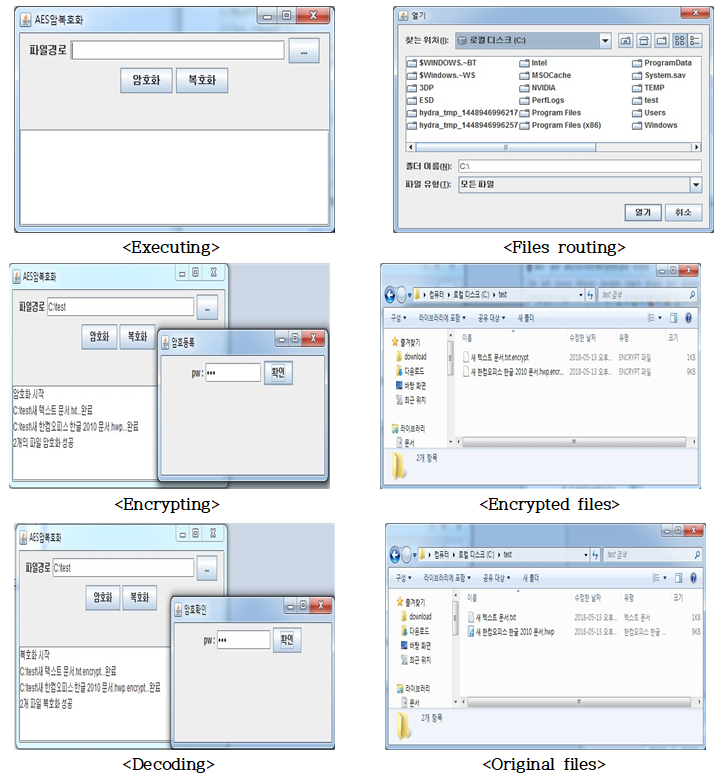 AES암복호화
파일경로
...
암호화 복호화
<Executing>
열기
찾는 위치(I): 로컬 디스크 (C:)
$WINDOWS.~BT Intel ProgramData
$Windows.~WS MSOCache System.sav
3DP NVIDIA TEMP
ESD PerfLogs test
hydra_tmp_1448946996217 Program Files Users
hydra_tmp_1448946996257 Program Files (x86) Windows
폴더 이름(N): C:\
파일 유형(T): 모든 파일
열기 취소
<Files routing>
AES암복호화
파일경로 C:\test ...
암호화 복호화
암호화 시작
C:\test\새 텍스트 문서.txt...완료
C:\test\새 한컴오피스 한글 2010 문서.hwp...완료
2개의 파일 암호화 성공
암호등록
pw : ••• 확인
<Encrypting>
컴퓨터 로컬 디스크 (C:) test test 검색
구성 라이브러리에 포함 공유 대상 새 폴더
즐겨찾기
download
다운로드
바탕 화면
최근 위치
라이브러리
문서
이름 수정한 날짜 유형 크기
새 텍스트 문서.txt.encrypt 2018-05-13 오후... ENCRYPT 파일 1KB
새 한컴오피스 한글 2010 문서.hwp.encr... 2018-05-13 오후... ENCRYPT 파일 9KB
2개 항목
<Encrypted files>
AES암복호화
파일경로 C:\test ...
암호화 복호화
복호화 시작
C:\test\새 텍스트 문서.txt.encrypt...완료
C:\test\새 한컴오피스 한글 2010 문서.hwp.encrypt...완료
2개 파일 복호화 성공
암호확인
pw : ••• 확인
<Decoding>
컴퓨터 로컬 디스크 (C:) test test 검색
구성 라이브러리에 포함 공유 대상 새 폴더
즐겨찾기
download
다운로드
바탕 화면
최근 위치
라이브러리
문서
이름 수정한 날짜 유형 크기
새 텍스트 문서.txt 2018-05-13 오후... 텍스트 문서 1KB
새 한컴오피스 한글 2010 문서.hwp 2018-05-13 오후... 한컴오피스 한글 ... 9KB
2개 항목
<Original files>